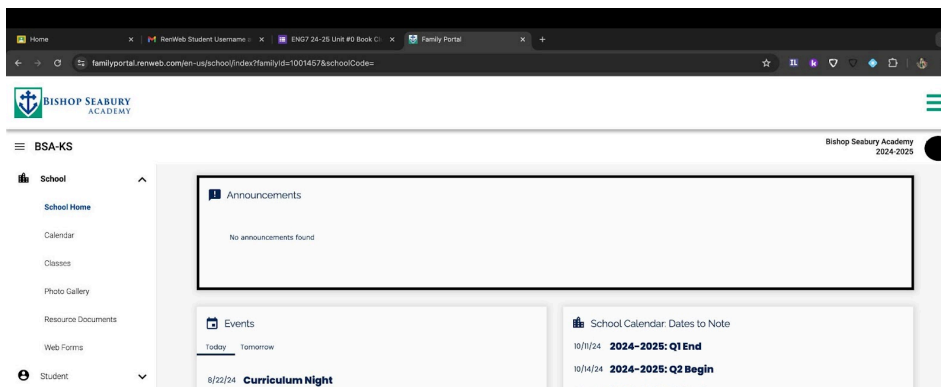 Home
RenWeb Student Username
ENG7 24-25 Unit #0 Book Cl
Family Portal
familyportal.renweb.com/en-us/school/index?familyId=1001457&schoolCode=
BISHOP SEABURY
ACADEMY
BSA-KS
Bishop Seabury Academy
2024-2025
School
School Home
Calendar
Classes
Photo Gallery
Resource Documents
Web Forms
Student
Announcements
No announcements found
Events
Today Tomorrow
8/22/24 Curriculum Night
School Calendar: Dates to Note
10/11/24 2024-2025: Q1 End
10/14/24 2024-2025: Q2 Begin